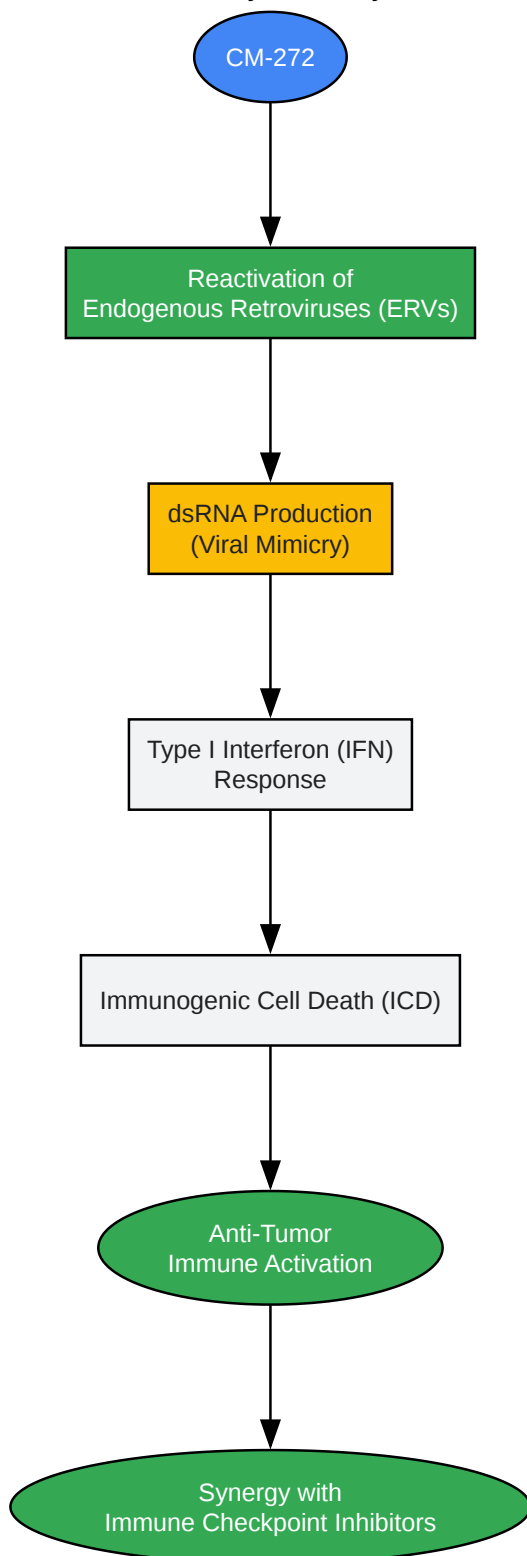 CM-272
Reactivation of
Endogenous Retroviruses (ERVs)
dsRNA Production
(Viral Mimicry)
Type I Interferon (IFN)
Response
Immunogenic Cell Death (ICD)
Anti-Tumor
Immune Activation
Synergy with
Immune Checkpoint Inhibitors